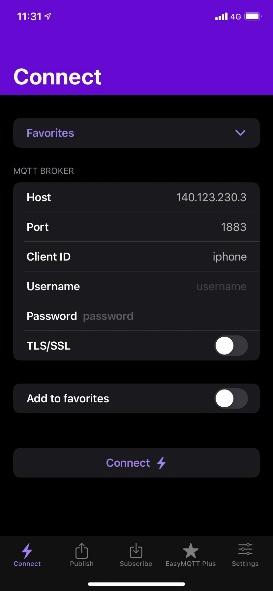 11:31 4G
Connect
Favorites
MQTT BROKER
Host 140.123.230.3
Port 1883
Client ID iphone
Username username
Password password
TLS/SSL
Add to favorites
Connect
Connect Publish Subscribe EasyMQTT Plus Settings